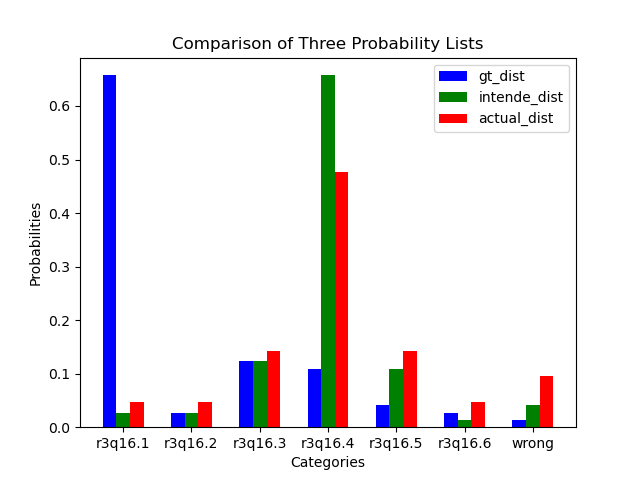 Comparison of Three Probability Lists
gt_dist
intende_dist
actual_dist
Probabilities
0.6
0.5
0.4
0.3
0.2
0.1
0.0
r3q16.1 r3q16.2 r3q16.3 r3q16.4 r3q16.5 r3q16.6 wrong
Categories